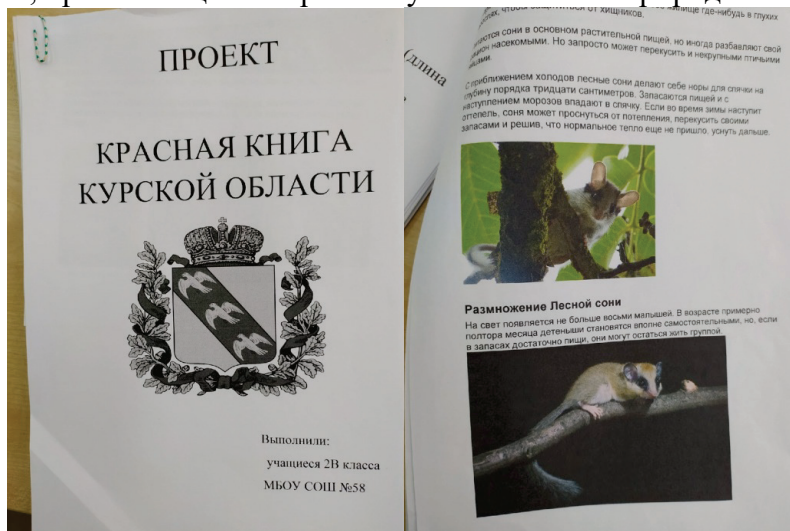 ПРОЕКТ
КРАСНАЯ КНИГА
КУРСКОЙ ОБЛАСТИ
Выполнили:
учащиеся 2В класса
МБОУ СОШ №58
(длина
чтобы защититься от хищников.
жилище где-нибудь в глухих
сони в основном растительной пищей, но иногда разбавляют свой
насекомыми. Но запросто может перекусить и некрупными птичьими
С приближением холодов лесные сони делают себе норы для спячки на
глубину порядка тридцати сантиметров. Запасаются пищей и с
наступлением морозов впадают в спячку. Если во время зимы наступит
оттепель, соня может проснуться от потепления, перекусить своими
запасами и решив, что нормальное тепло еще не пришло, уснуть дальше.
Размножение Лесной сони
На свет появляется не больше восьми малышей. В возрасте примерно
полтора месяца детеныши становятся вполне самостоятельными, но, если
в запасах достаточно пищи, они могут остаться жить группой.